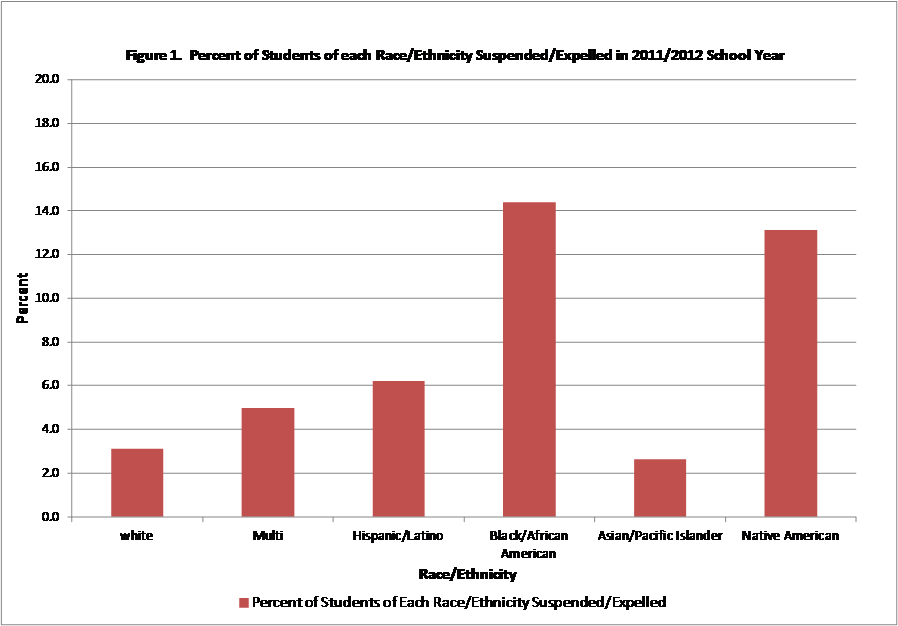 Figure 1.  Percent of Students of each Race/Ethnicity Suspended/Expelled in 2011/2012 School Year
20.0
18.0
16.0
14.0
12.0
10.0
8.0
6.0
4.0
2.0
0.0
Percent
white
Multi
Hispanic/Latino
Black/African
American
Asian/Pacific Islander
Native American
Race/Ethnicity
Percent of Students of Each Race/Ethnicity Suspended/Expelled